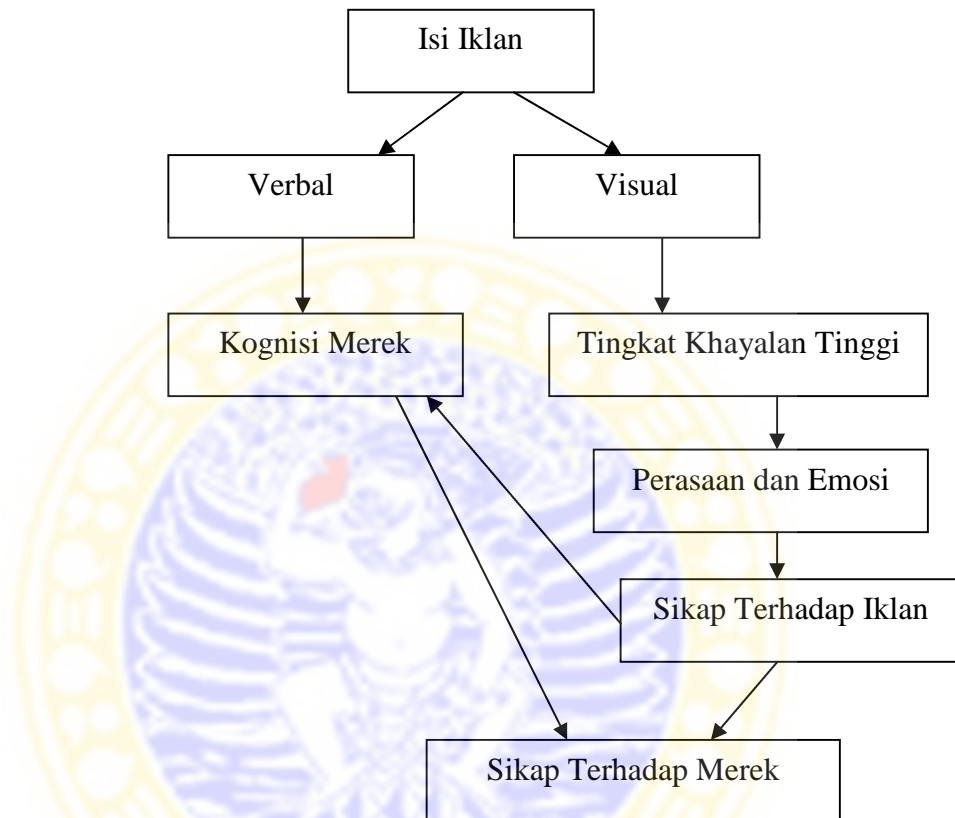 Isi Iklan
Verbal
Visual
Kognisi Merek
Tingkat Khayalan Tinggi
Perasaan dan Emosi
Sikap Terhadap Iklan
Sikap Terhadap Merek